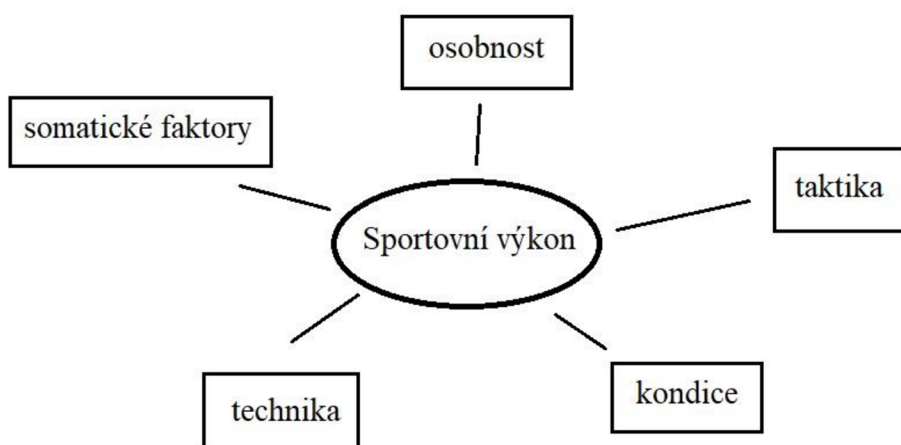 osobnost
somatické faktory
taktika
Sportovní výkon
kondice
technika